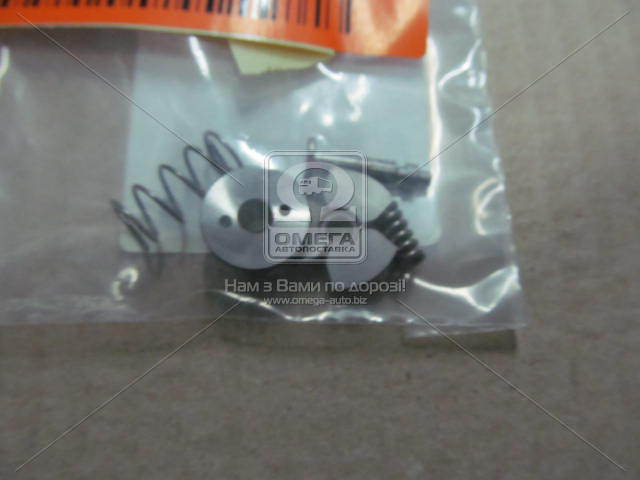 ОМЕГА
АВТОПОСТАВКА
Нам з Вами по дорозі!
www.omega-auto.biz